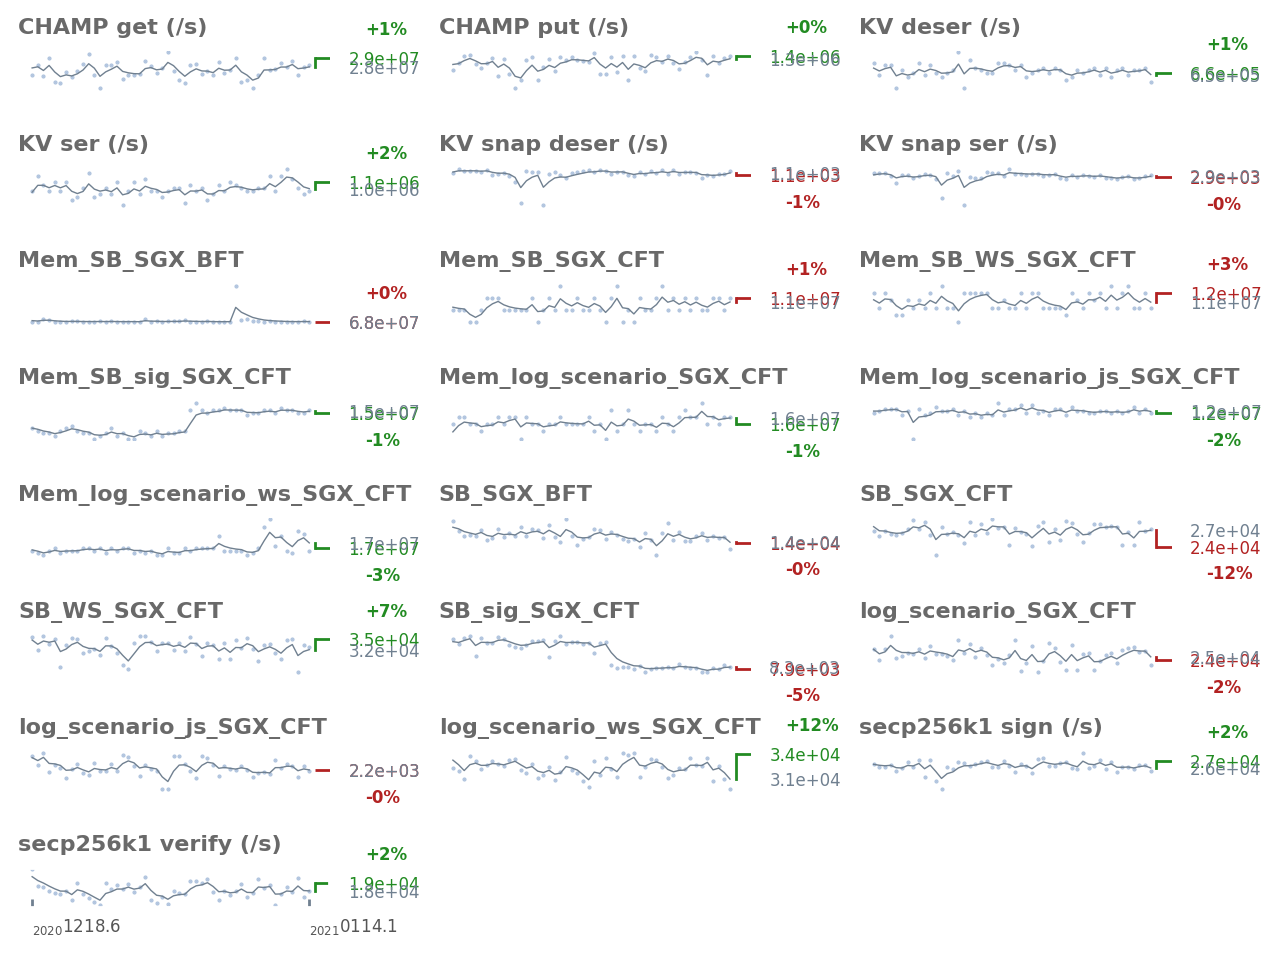 CHAMP get (/s)
+1%
2.9e+07
2.8e+07
CHAMP put (/s)
+0%
1.4e+06
1.3e+06
KV deser (/s)
+1%
6.6e+05
6.5e+05
KV ser (/s)
+2%
1.1e+06
1.0e+06
KV snap deser (/s)
1.1e+03
1.1e+03
-1%
KV snap ser (/s)
2.9e+03
2.9e+03
-0%
Mem_SB_SGX_BFT
+0%
6.8e+07
Mem_SB_SGX_CFT
+1%
1.1e+07
1.1e+07
Mem_SB_WS_SGX_CFT
+3%
1.2e+07
1.1e+07
Mem_SB_sig_SGX_CFT
1.5e+07
1.5e+07
-1%
Mem_log_scenario_SGX_CFT
1.6e+07
1.6e+07
-1%
Mem_log_scenario_js_SGX_CFT
1.2e+07
1.2e+07
-2%
Mem_log_scenario_ws_SGX_CFT
1.7e+07
1.7e+07
-3%
SB_SGX_BFT
1.4e+04
1.4e+04
-0%
SB_SGX_CFT
2.7e+04
2.4e+04
-12%
SB_WS_SGX_CFT
+7%
3.5e+04
3.2e+04
SB_sig_SGX_CFT
8.3e+03
7.9e+03
-5%
log_scenario_SGX_CFT
2.5e+04
2.4e+04
-2%
log_scenario_js_SGX_CFT
2.2e+03
-0%
log_scenario_ws_SGX_CFT
+12%
3.4e+04
3.1e+04
secp256k1 sign (/s)
+2%
2.7e+04
2.6e+04
secp256k1 verify (/s)
+2%
1.9e+04
1.8e+04
20201218.6
20210114.1